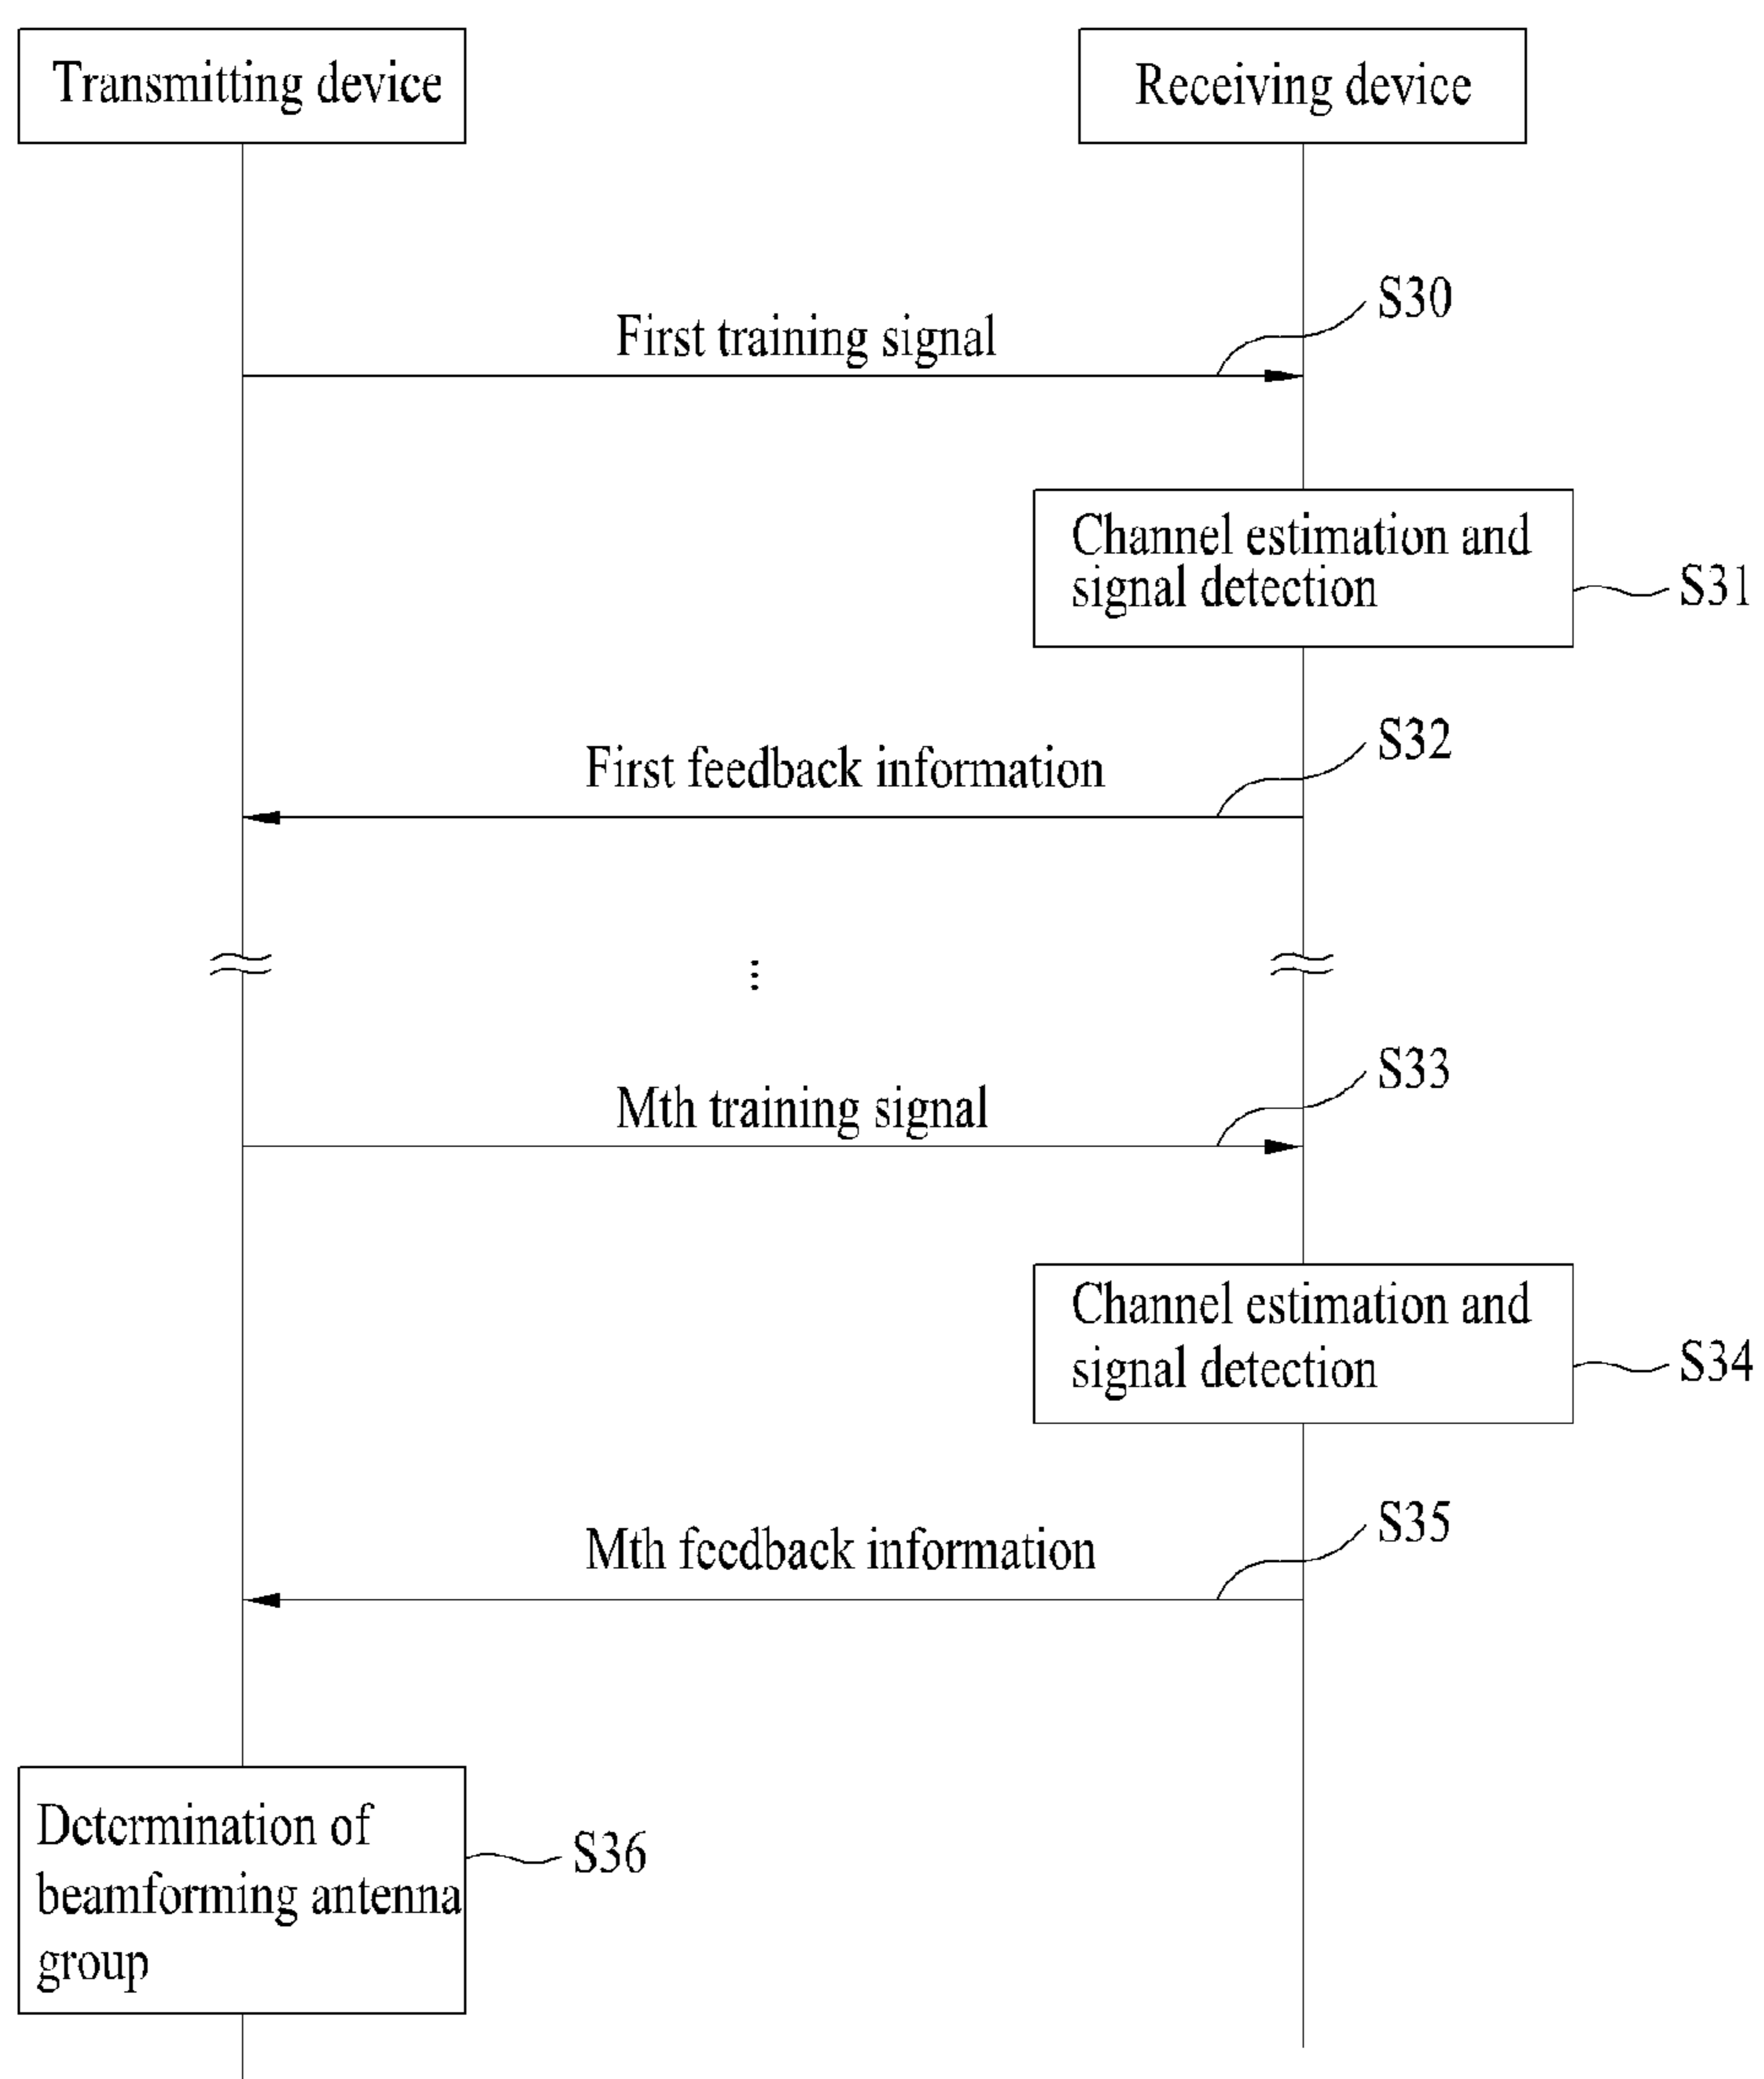 Transmitting device
Receiving device
S30
First training signal
Channel estimation and
signal detection
S31
S32
First feedback information
...
S33
Mth training signal
Channel estimation and
signal detection
S34
S35
Mth feedback information
Determination of
beamforming antenna
group
S36